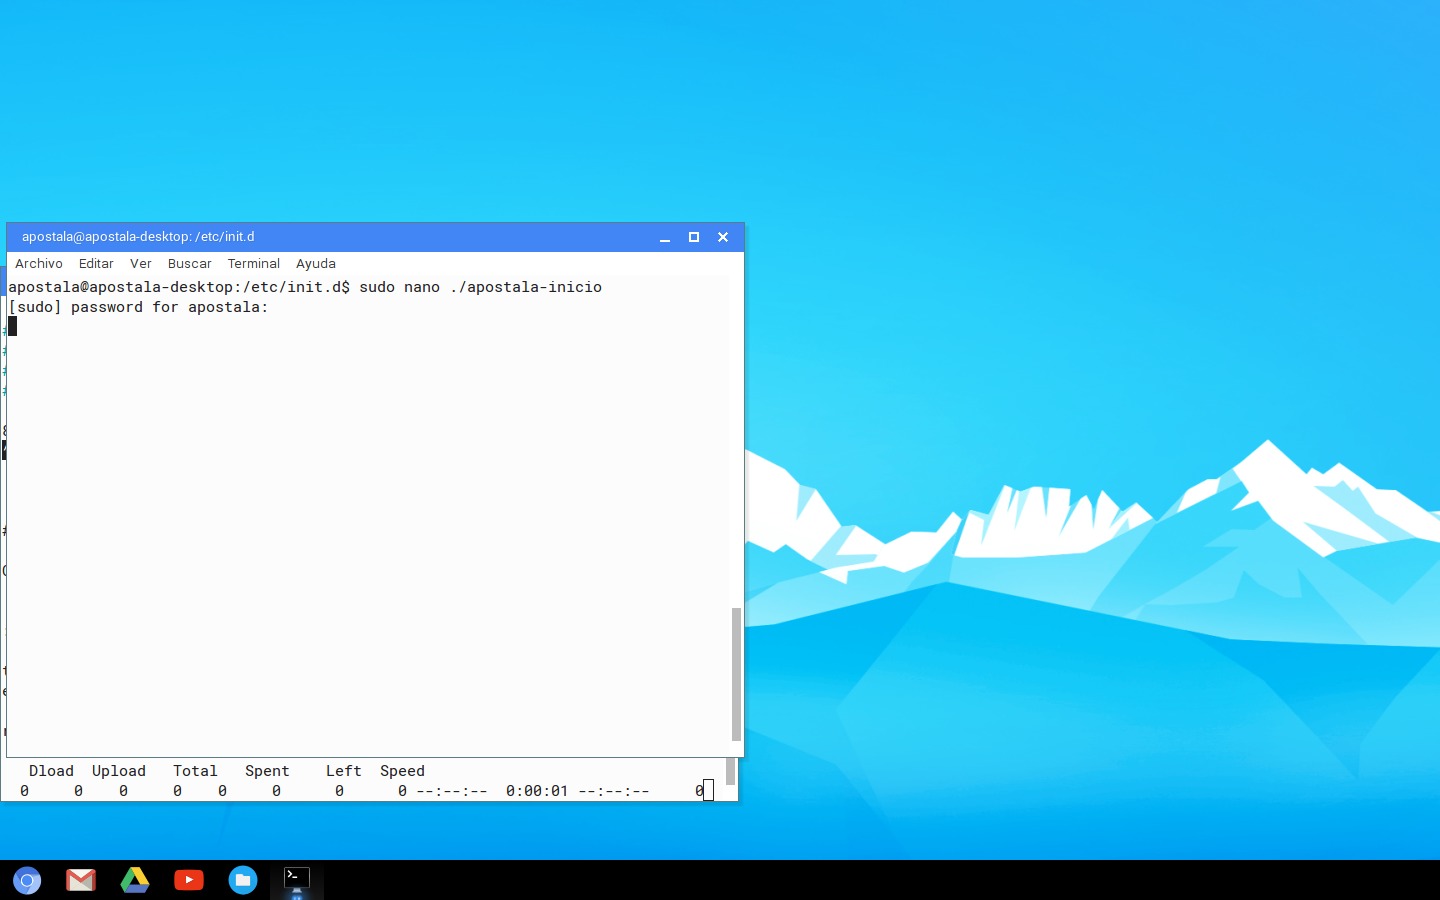 apostala@apostala-desktop: /etc/init.d
Archivo Editar Ver Buscar Terminal Ayuda
apostala@apostala-desktop:/etc/init.d$ sudo nano ./apostala-inicio
[sudo] password for apostala:
#
#
#
#
#
Dload Upload Total Spent Left Speed
0 0 0 0 0 0 0 0 --:--:-- 0:00:01 --:--:-- 0